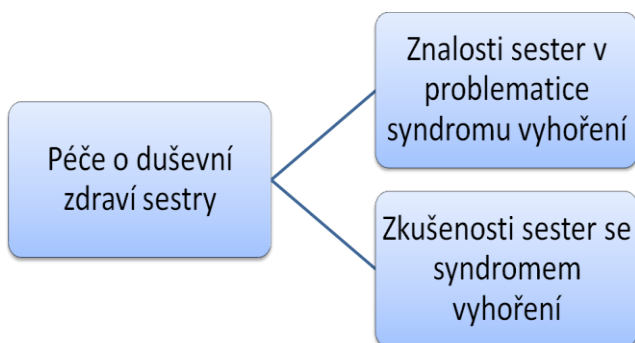 Péče o duševní
zdraví sestry
Znalosti sester v
problematice
syndromu vyhoření
Zkušenosti sester se
syndromem
vyhoření